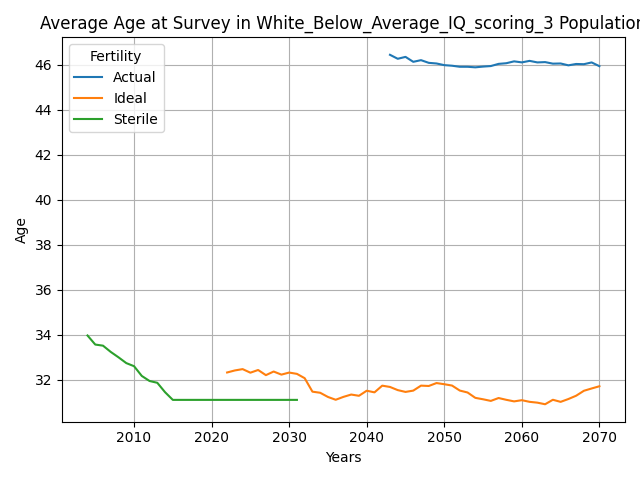 Average Age at Survey in White_Below_Average_IQ_scoring_3 Population
Fertility
Actual
Ideal
Sterile
Age
46
44
42
40
38
36
34
32
2010 2020 2030 2040 2050 2060 2070
Years